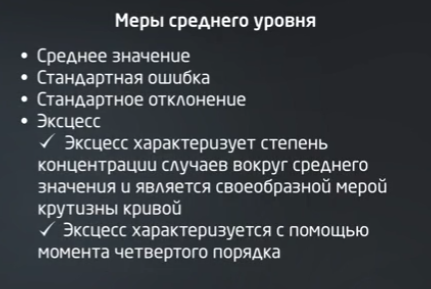 Меры среднего уровня
• Среднее значение
• Стандартная ошибка
• Стандартное отклонение
• Эксцесс
✓ Эксцесс характеризует степень
концентрации случаев вокруг среднего
значения и является своеобразной мерой
крутизны кривой
✓ Эксцесс характеризуется с помощью
момента четвертого порядка